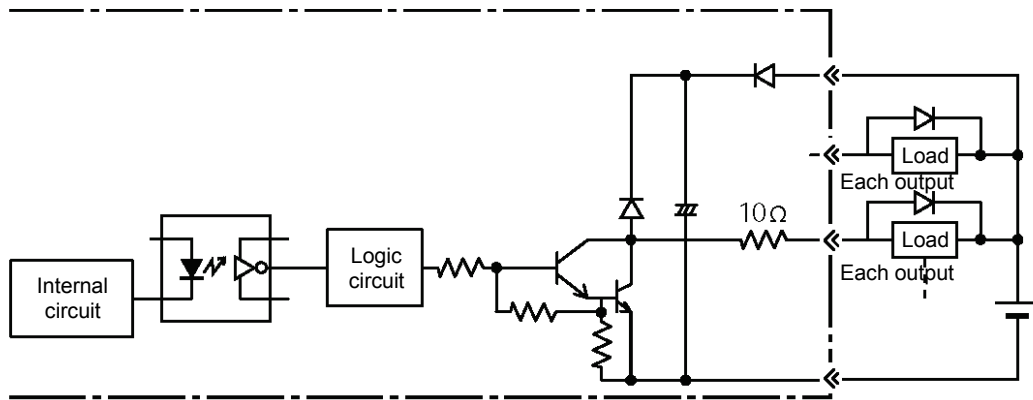 Load
Each output
10Ω
Load
Each output
Logic
circuit
Internal
circuit